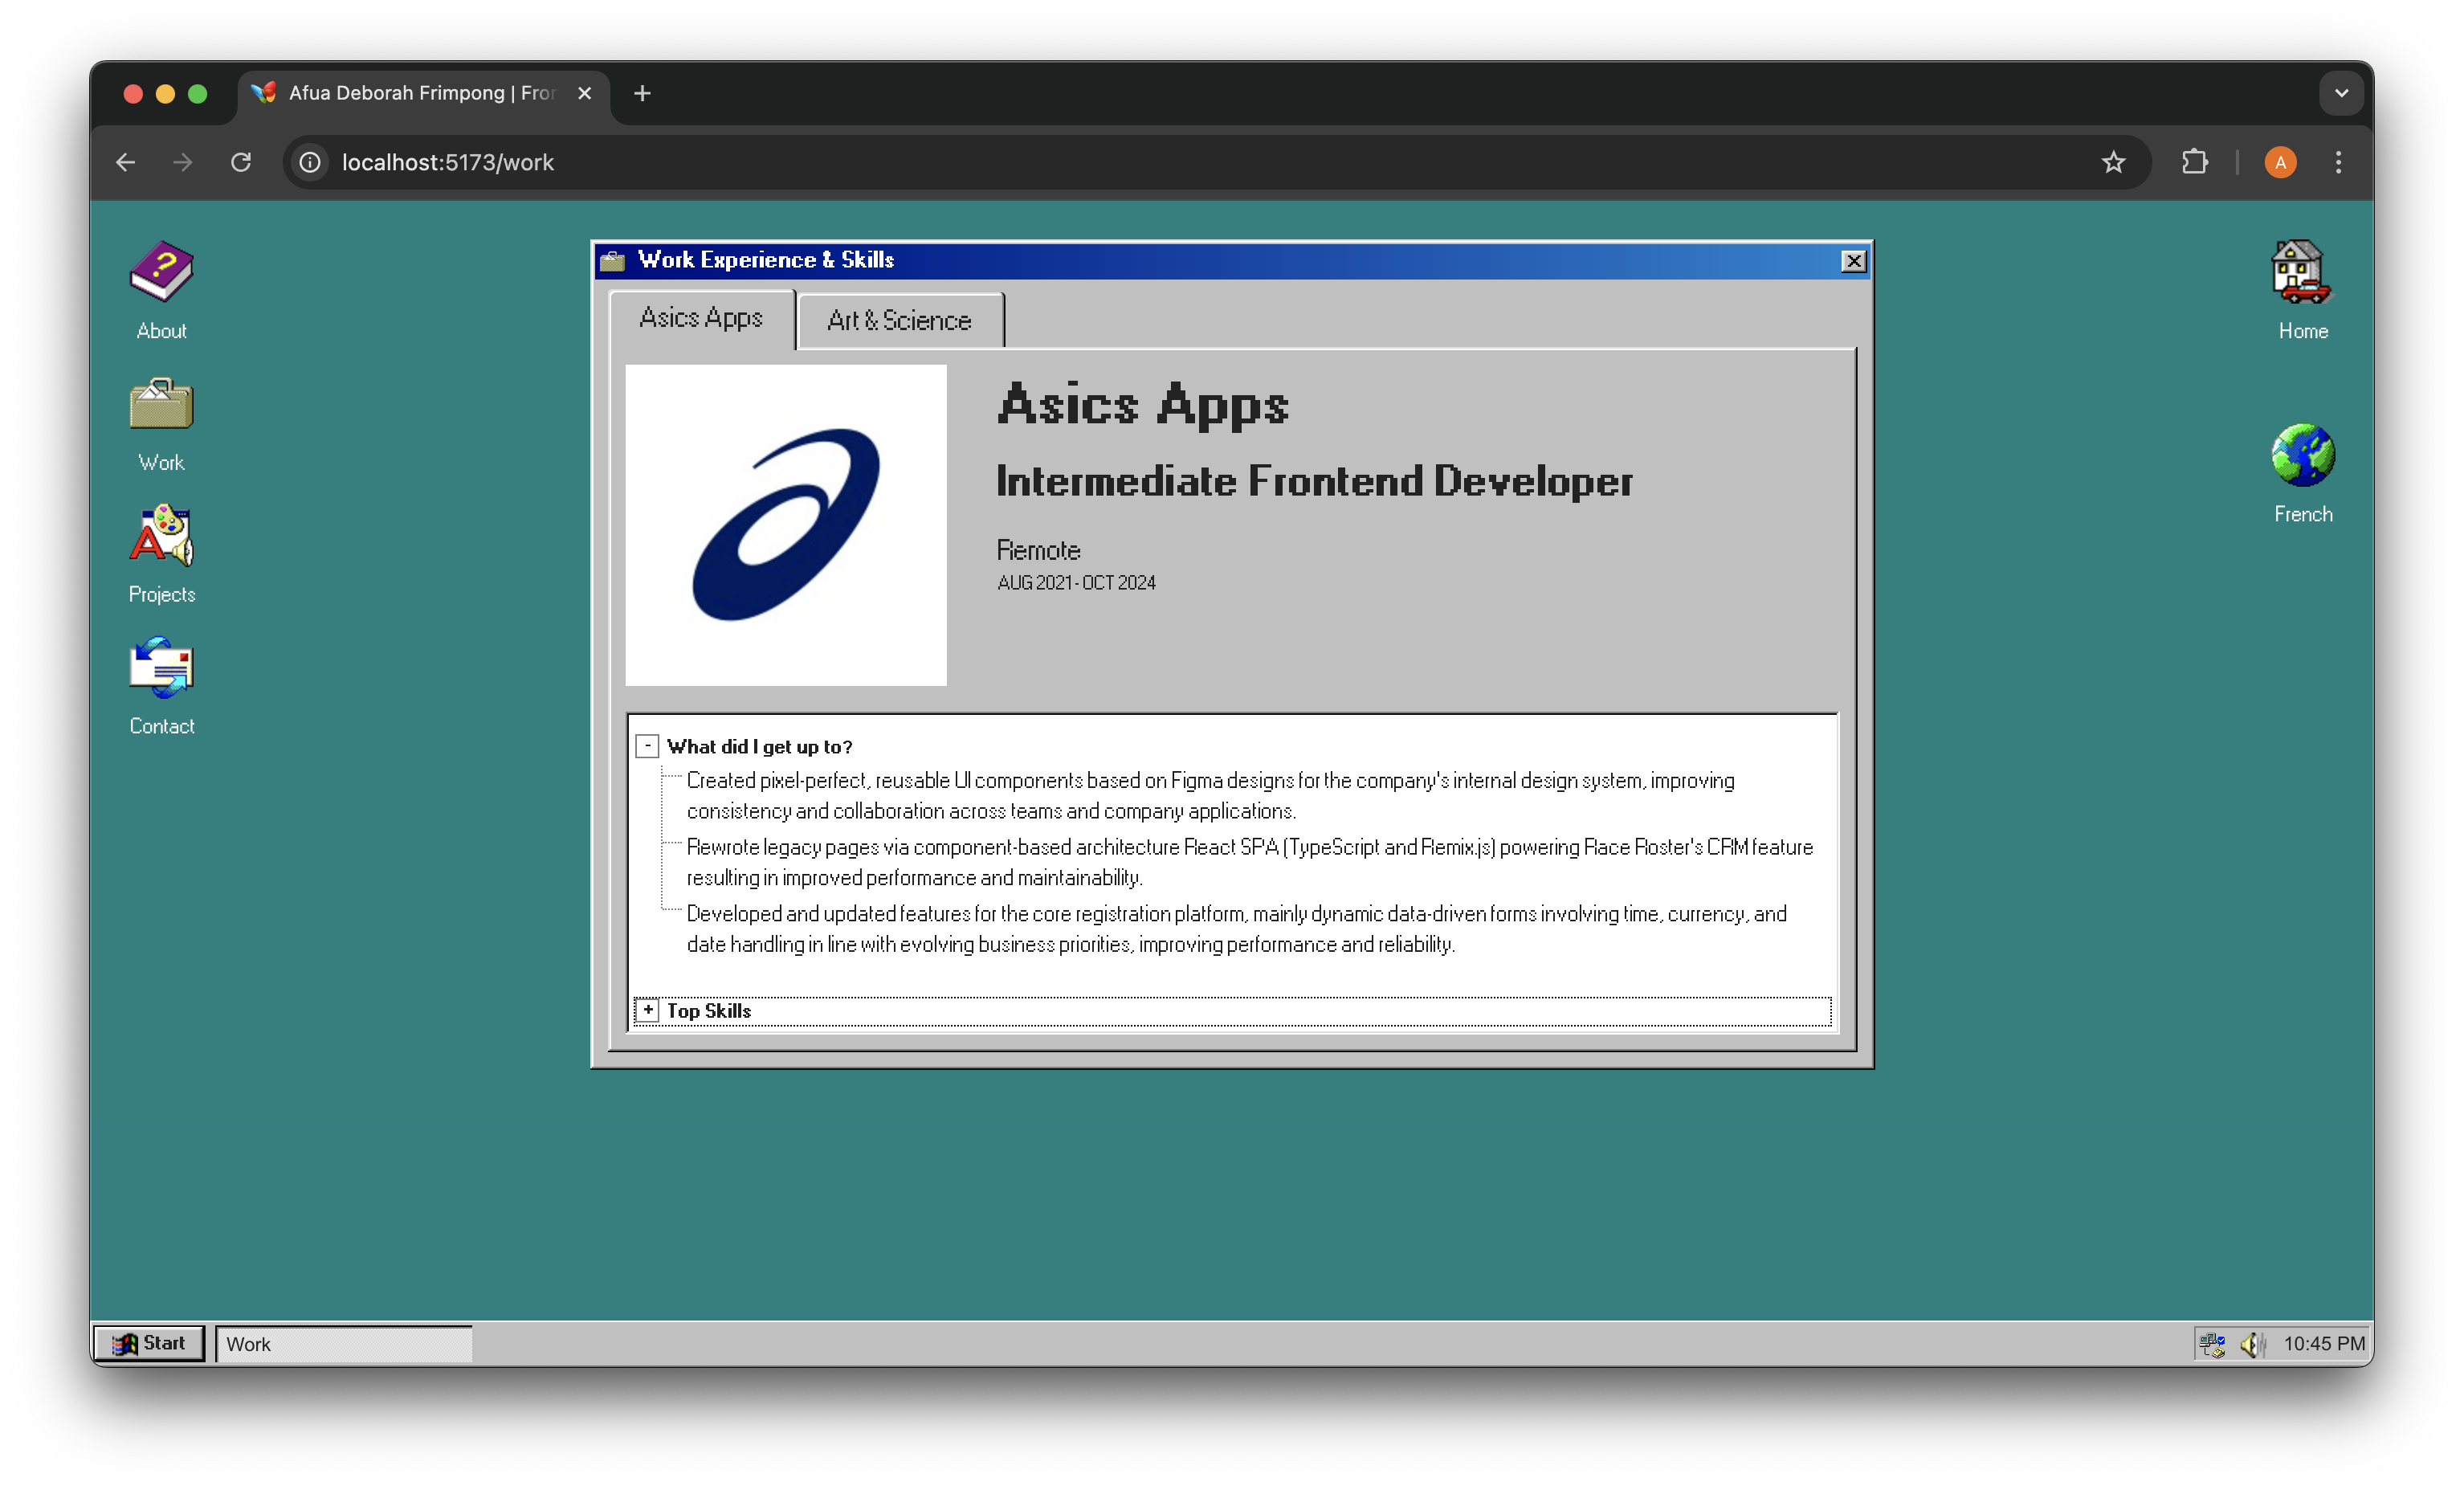 Afua Deborah Frimpong | Fror
localhost:5173/work
About
Work
Projects
Contact
Work Experience & Skills
Asics Apps
Art & Science
Asics Apps
Intermediate Frontend Developer
Remote
AUG 2021 - OCT 2024
- What did I get up to?
Created pixel-perfect, reusable UI components based on Figma designs for the company's internal design system, improving
consistency and collaboration across teams and company applications.
Rewrote legacy pages via component-based architecture React SPA (TypeScript and Remix.js) powering Race Roster's CRM feature
resulting in improved performance and maintainability.
Developed and updated features for the core registration platform, mainly dynamic data-driven forms involving time, currency, and
date handling in line with evolving business priorities, improving performance and reliability.
+ Top Skills
Home
French
A
Start
Work
10:45 PM